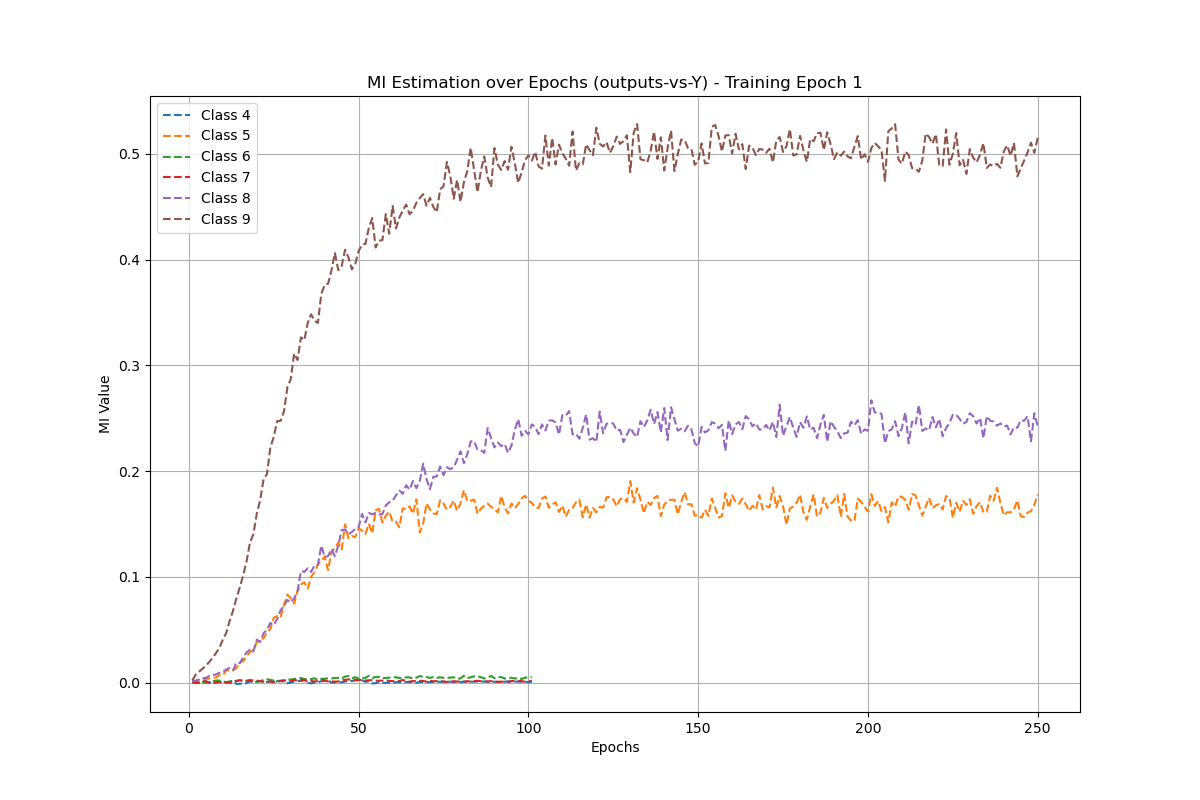 MI Estimation over Epochs (outputs-vs-Y) - Training Epoch 1
Class 4
Class 5
Class 6
Class 7
Class 8
Class 9
MI Value
0.5
0.4
0.3
0.2
0.1
0.0
0
50
100
150
200
250
Epochs